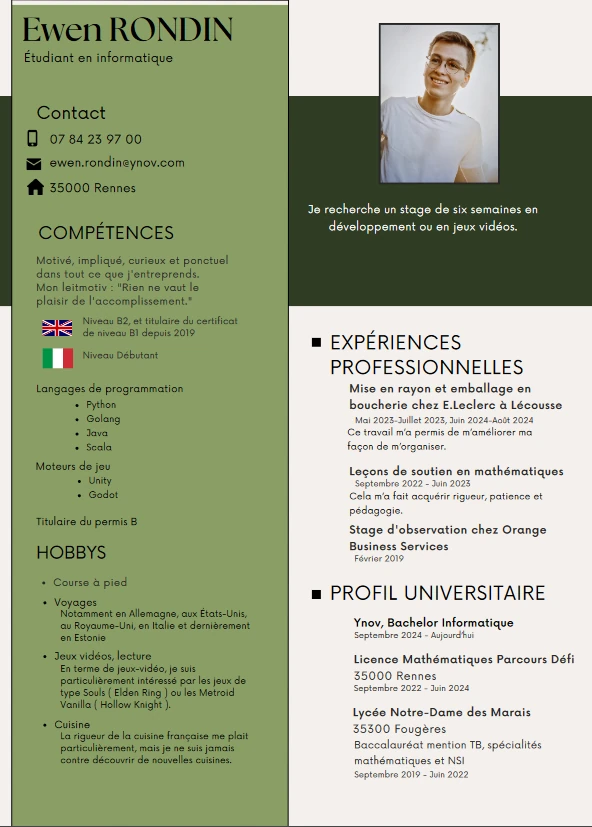 Ewen RONDIN
Étudiant en informatique
Contact
07 84 23 97 00
ewen.rondin@ynov.com
35000 Rennes
COMPÉTENCES
Motivé, impliqué, curieux et ponctuel
dans tout ce que j'entreprends.
Mon leitmotiv : "Rien ne vaut le
plaisir de l'accomplissement."
Niveau B2, et titulaire du certificat
de niveau B1 depuis 2019
Niveau Débutant
Langages de programmation
• Python
• Golang
• Java
• Scala
Moteurs de jeu
• Unity
• Godot
Titulaire du permis B
HOBBYS
• Course à pied
• Voyages
Notamment en Allemagne, aux États-Unis,
au Royaume-Uni, en Italie et dernièrement
en Estonie
• Jeux vidéos, lecture
En terme de jeux-vidéo, je suis
particulièrement intéressé par les jeux de
type Souls ( Elden Ring ) ou les Metroid
Vanilla ( Hollow Knight ).
• Cuisine
La rigueur de la cuisine française me plait
particulièrement, mais je ne suis jamais
contre découvrir de nouvelles cuisines.
Je recherche un stage de six semaines en
développement ou en jeux vidéos.
EXPÉRIENCES
PROFESSIONNELLES
Mise en rayon et emballage en
boucherie chez E.Leclerc à Lécousse
Mai 2023-Juillet 2023, Juin 2024-Août 2024
Ce travail m'a permis de m'améliorer ma
façon de m'organiser.
Leçons de soutien en mathématiques
Septembre 2022 - Juin 2023
Cela m'a fait acquérir rigueur, patience et
pédagogie.
Stage d'observation chez Orange
Business Services
Février 2019
PROFIL UNIVERSITAIRE
Ynov, Bachelor Informatique
Septembre 2024 - Aujourd'hui
Licence Mathématiques Parcours Défi
35000 Rennes
Septembre 2022 - Juin 2024
Lycée Notre-Dame des Marais
35300 Fougères
Baccalauréat mention TB, spécialités
mathématiques et NSI
Septembre 2019 - Juin 2022